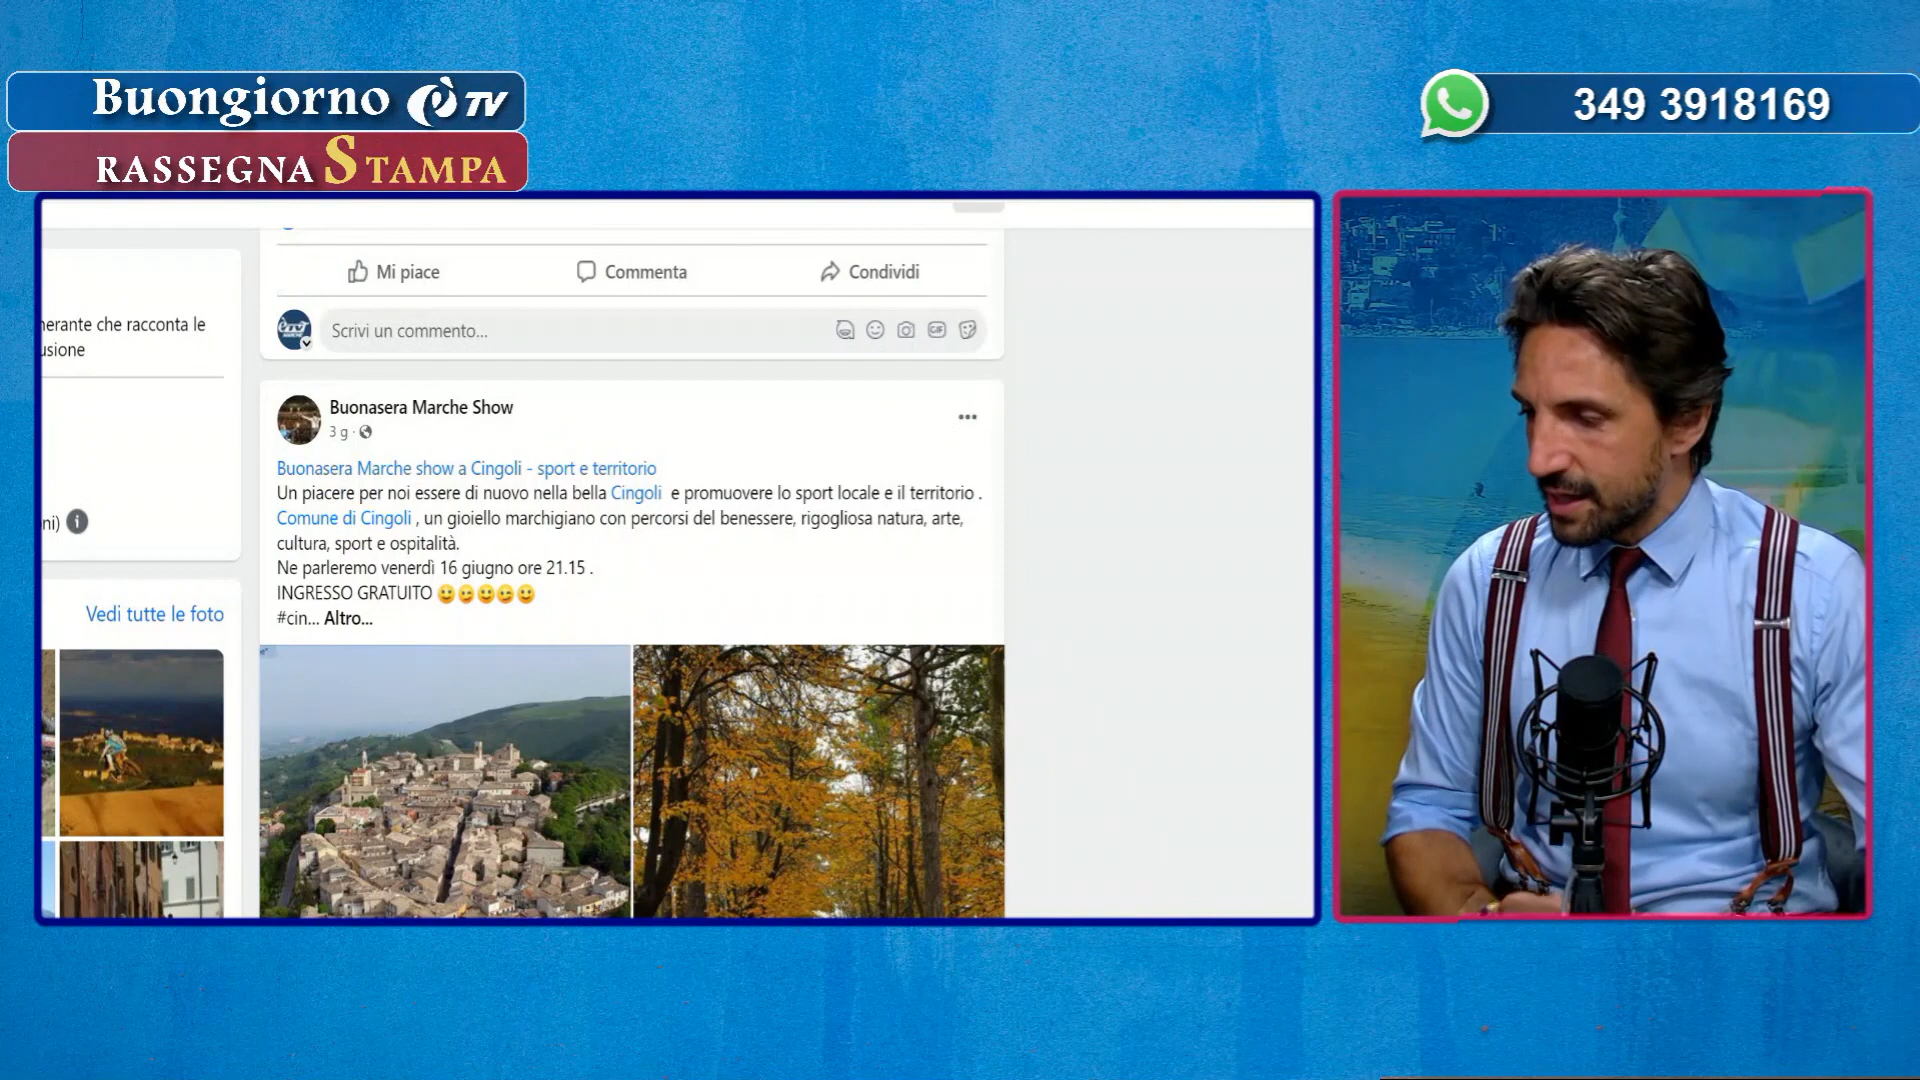 Buongiorno è TV
RASSEGNA STAMPA
349 3918169
nerante che racconta le
usione
ni)
Vedi tutte le foto
Mi piace
Commenta
Condividi
Scrivi un commento...
GIF
Buonasera Marche Show
3 g ·
Buonasera Marche show a Cingoli - sport e territorio
Un piacere per noi essere di nuovo nella bella Cingoli e promuovere lo sport locale e il territorio .
Comune di Cingoli , un gioiello marchigiano con percorsi del benessere, rigogliosa natura, arte,
cultura, sport e ospitalità.
Ne parleremo venerdì 16 giugno ore 21.15 .
INGRESSO GRATUITO 🙂😉🙂😉🙂
#cin... Altro...